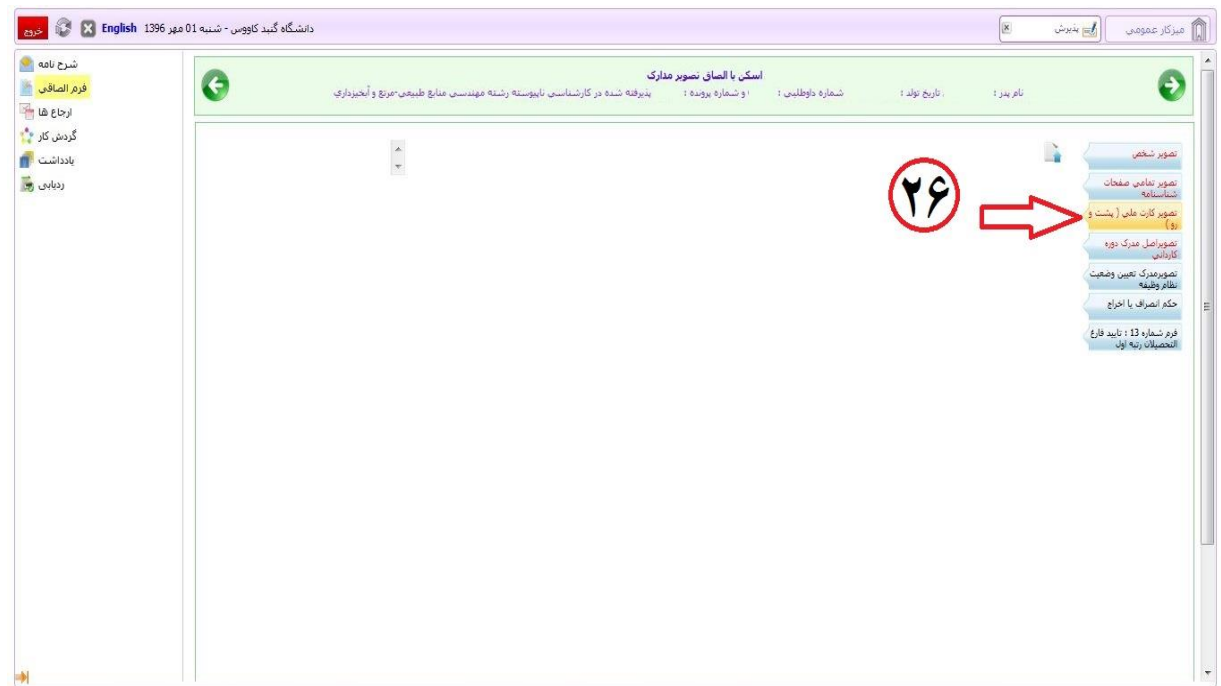 میزکار عمومی
پذیرش
دانشگاه گنبد کاووس - شنبه 01 مهر 1396 English خروج
اسکن یا الصاق تصویر مدارک
نام پدر : . تاریخ تولد : شماره داوطلبی : و شماره پرونده : پذیرفته شده در کارشناسی ناپیوسته رشته مهندسی منابع طبیعی-مرتع و آبخیزداري
تصویر شخص
تصویر تمامی صفحات
شناسنامه
تصویر کارت ملی ( پشت و
رو )
تصویراصل مدرک دوره
کاردانی
تصویرمدرک تعیین وضعیت
نظام وظیفه
حکم انصراف یا اخراج
فرم شماره 13 : تایید فارغ
التحصیلان رتبه اول
۲۶
شرح نامه
فرم الصاقی
ارجاع ها
گردش کار
یادداشت
ردیابی